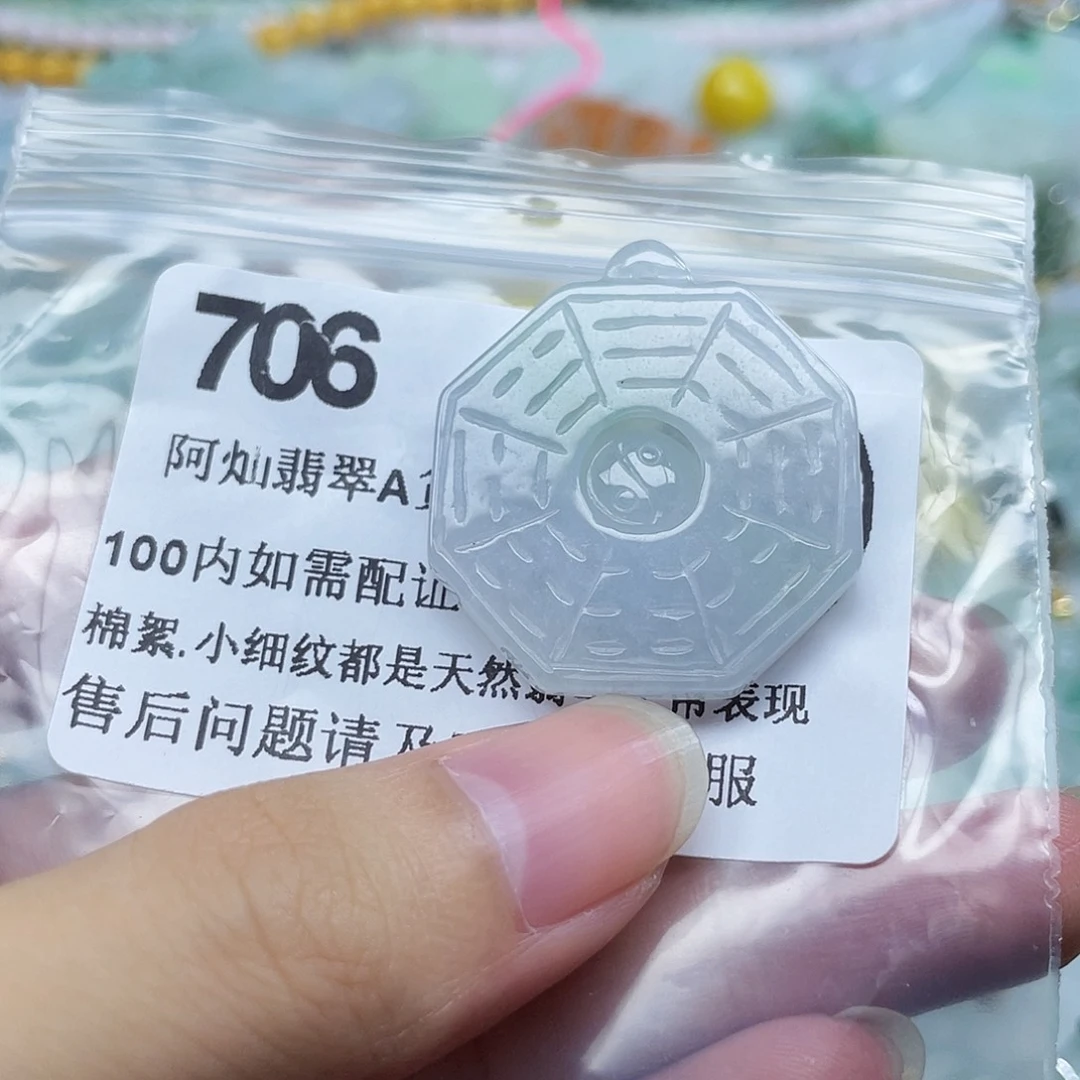 706
阿灿翡翠A
100内如需配证
棉絮.小细纹都是天然 表现
售后问题请及 服